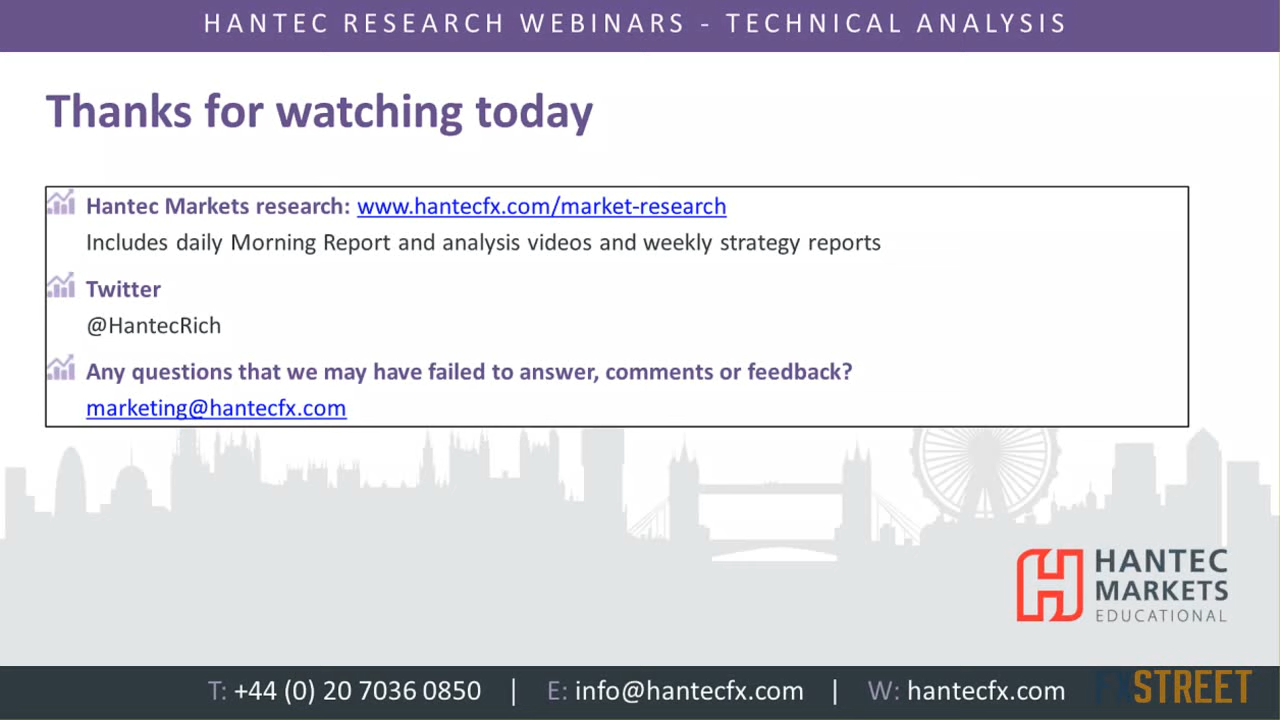 HANTEC RESEARCH WEBINARS - TECHNICAL ANALYSIS
Thanks for watching today
Hantec Markets research: www.hantecfx.com/market-research
Includes daily Morning Report and analysis videos and weekly strategy reports
Twitter
@HantecRich
Any questions that we may have failed to answer, comments or feedback?
marketing@hantecfx.com
HANTEC
MARKETS
EDUCATIONAL
T: +44 (0) 20 7036 0850 | E: info@hantecfx.com | W: hantecfx.com
FXSTREET